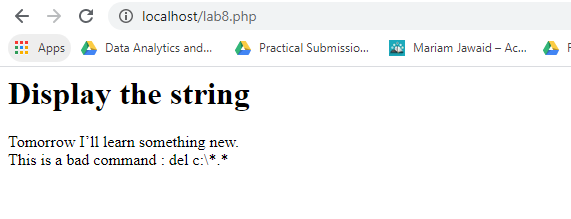 localhost/lab8.php
Apps Data Analytics and... Practical Submissio... Mariam Jawaid – Ac... F
Display the string
Tomorrow I’ll learn something new.
This is a bad command : del c:\*.*